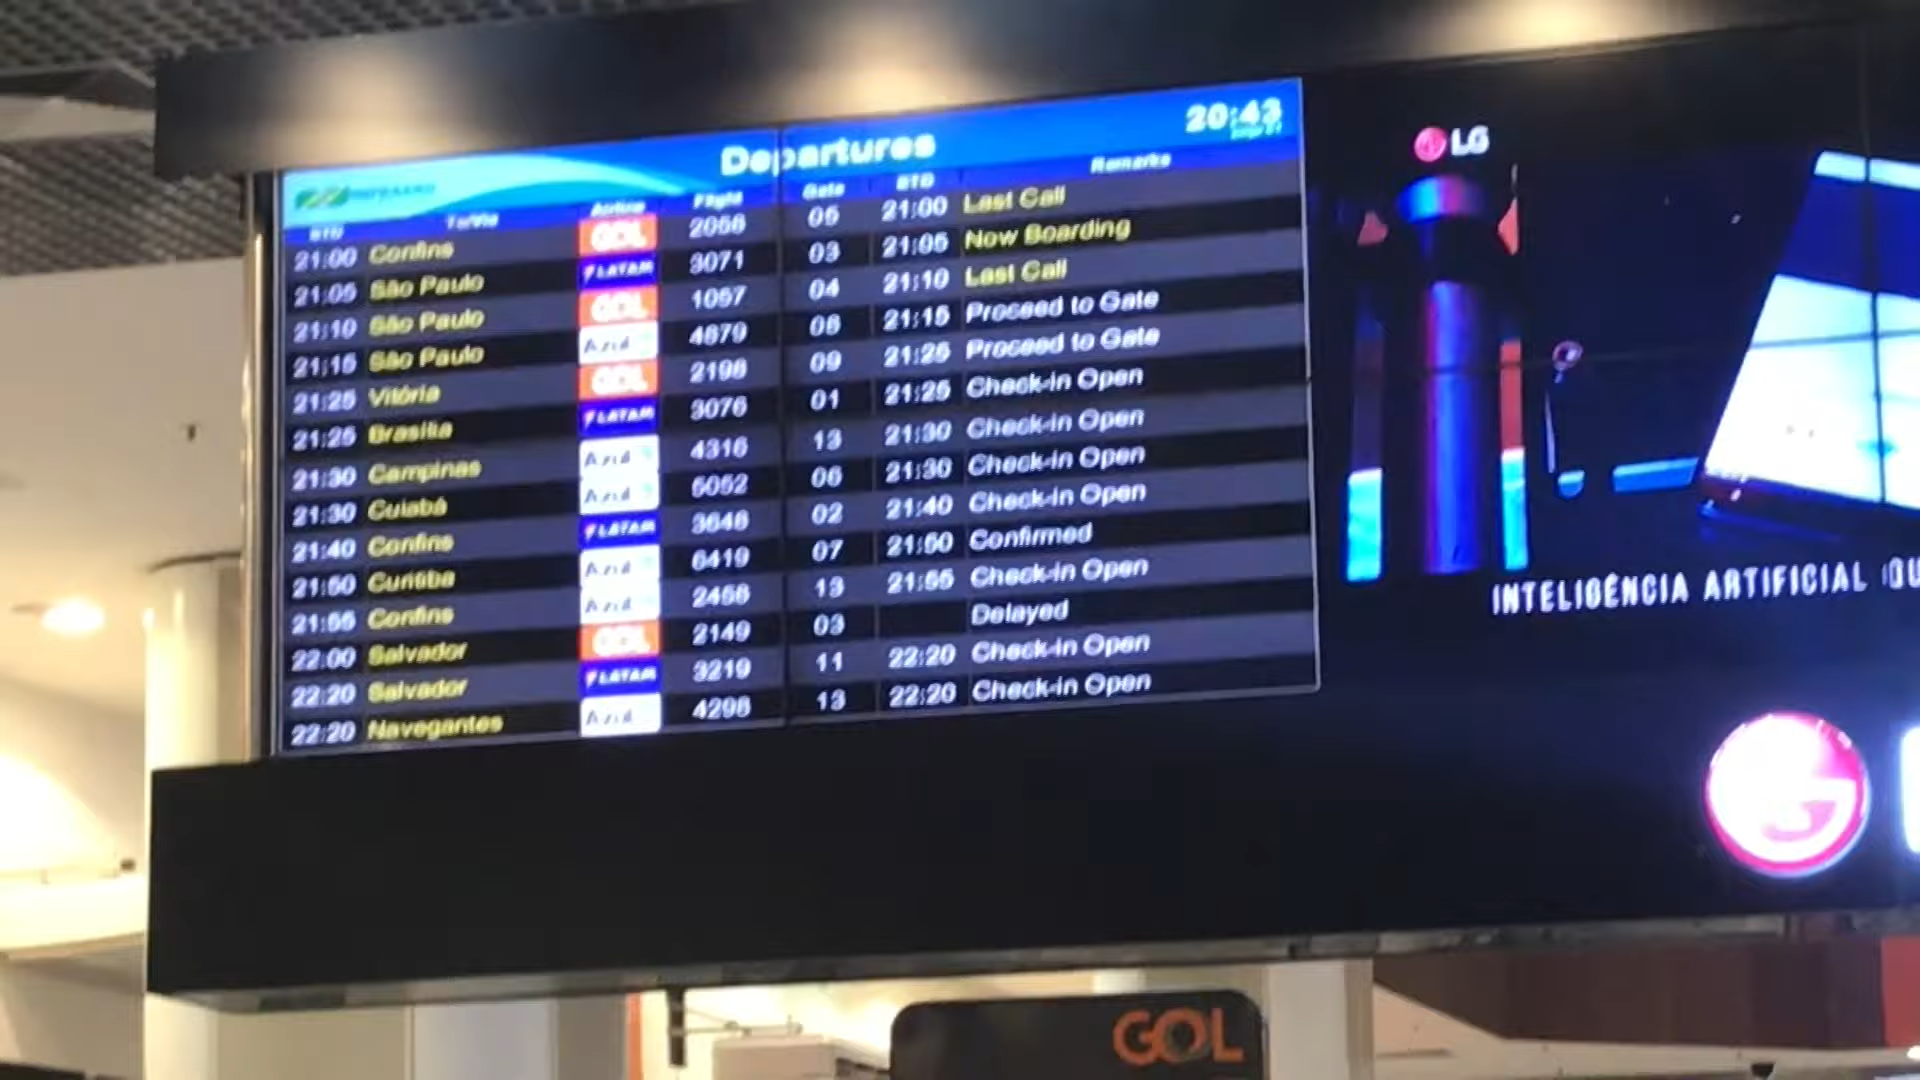 Departures 20:43
STD To/Via Airline Flight Gate ETD Remarks
21:00 Confins GOL 2058 05 21:00 Last Call
21:05 São Paulo LATAM 3071 03 21:05 Now Boarding
21:10 São Paulo GOL 1057 04 21:10 Last Call
21:15 São Paulo Azul 4679 08 21:15 Proceed to Gate
21:25 Vitória GOL 2198 09 21:25 Proceed to Gate
21:25 Brasília LATAM 3076 01 21:25 Check-in Open
21:30 Campinas Azul 4316 13 21:30 Check-in Open
21:30 Cuiabá Azul 5052 06 21:30 Check-in Open
21:40 Confins LATAM 3648 02 21:40 Check-in Open
21:50 Curitiba Azul 6419 07 21:50 Confirmed
21:55 Confins Azul 2458 13 21:55 Check-in Open
22:00 Salvador GOL 2149 03 Delayed
22:20 Salvador LATAM 3219 11 22:20 Check-in Open
22:20 Navegantes Azul 4298 13 22:20 Check-in Open
LG
INTELIGÊNCIA ARTIFICIAL
GOL